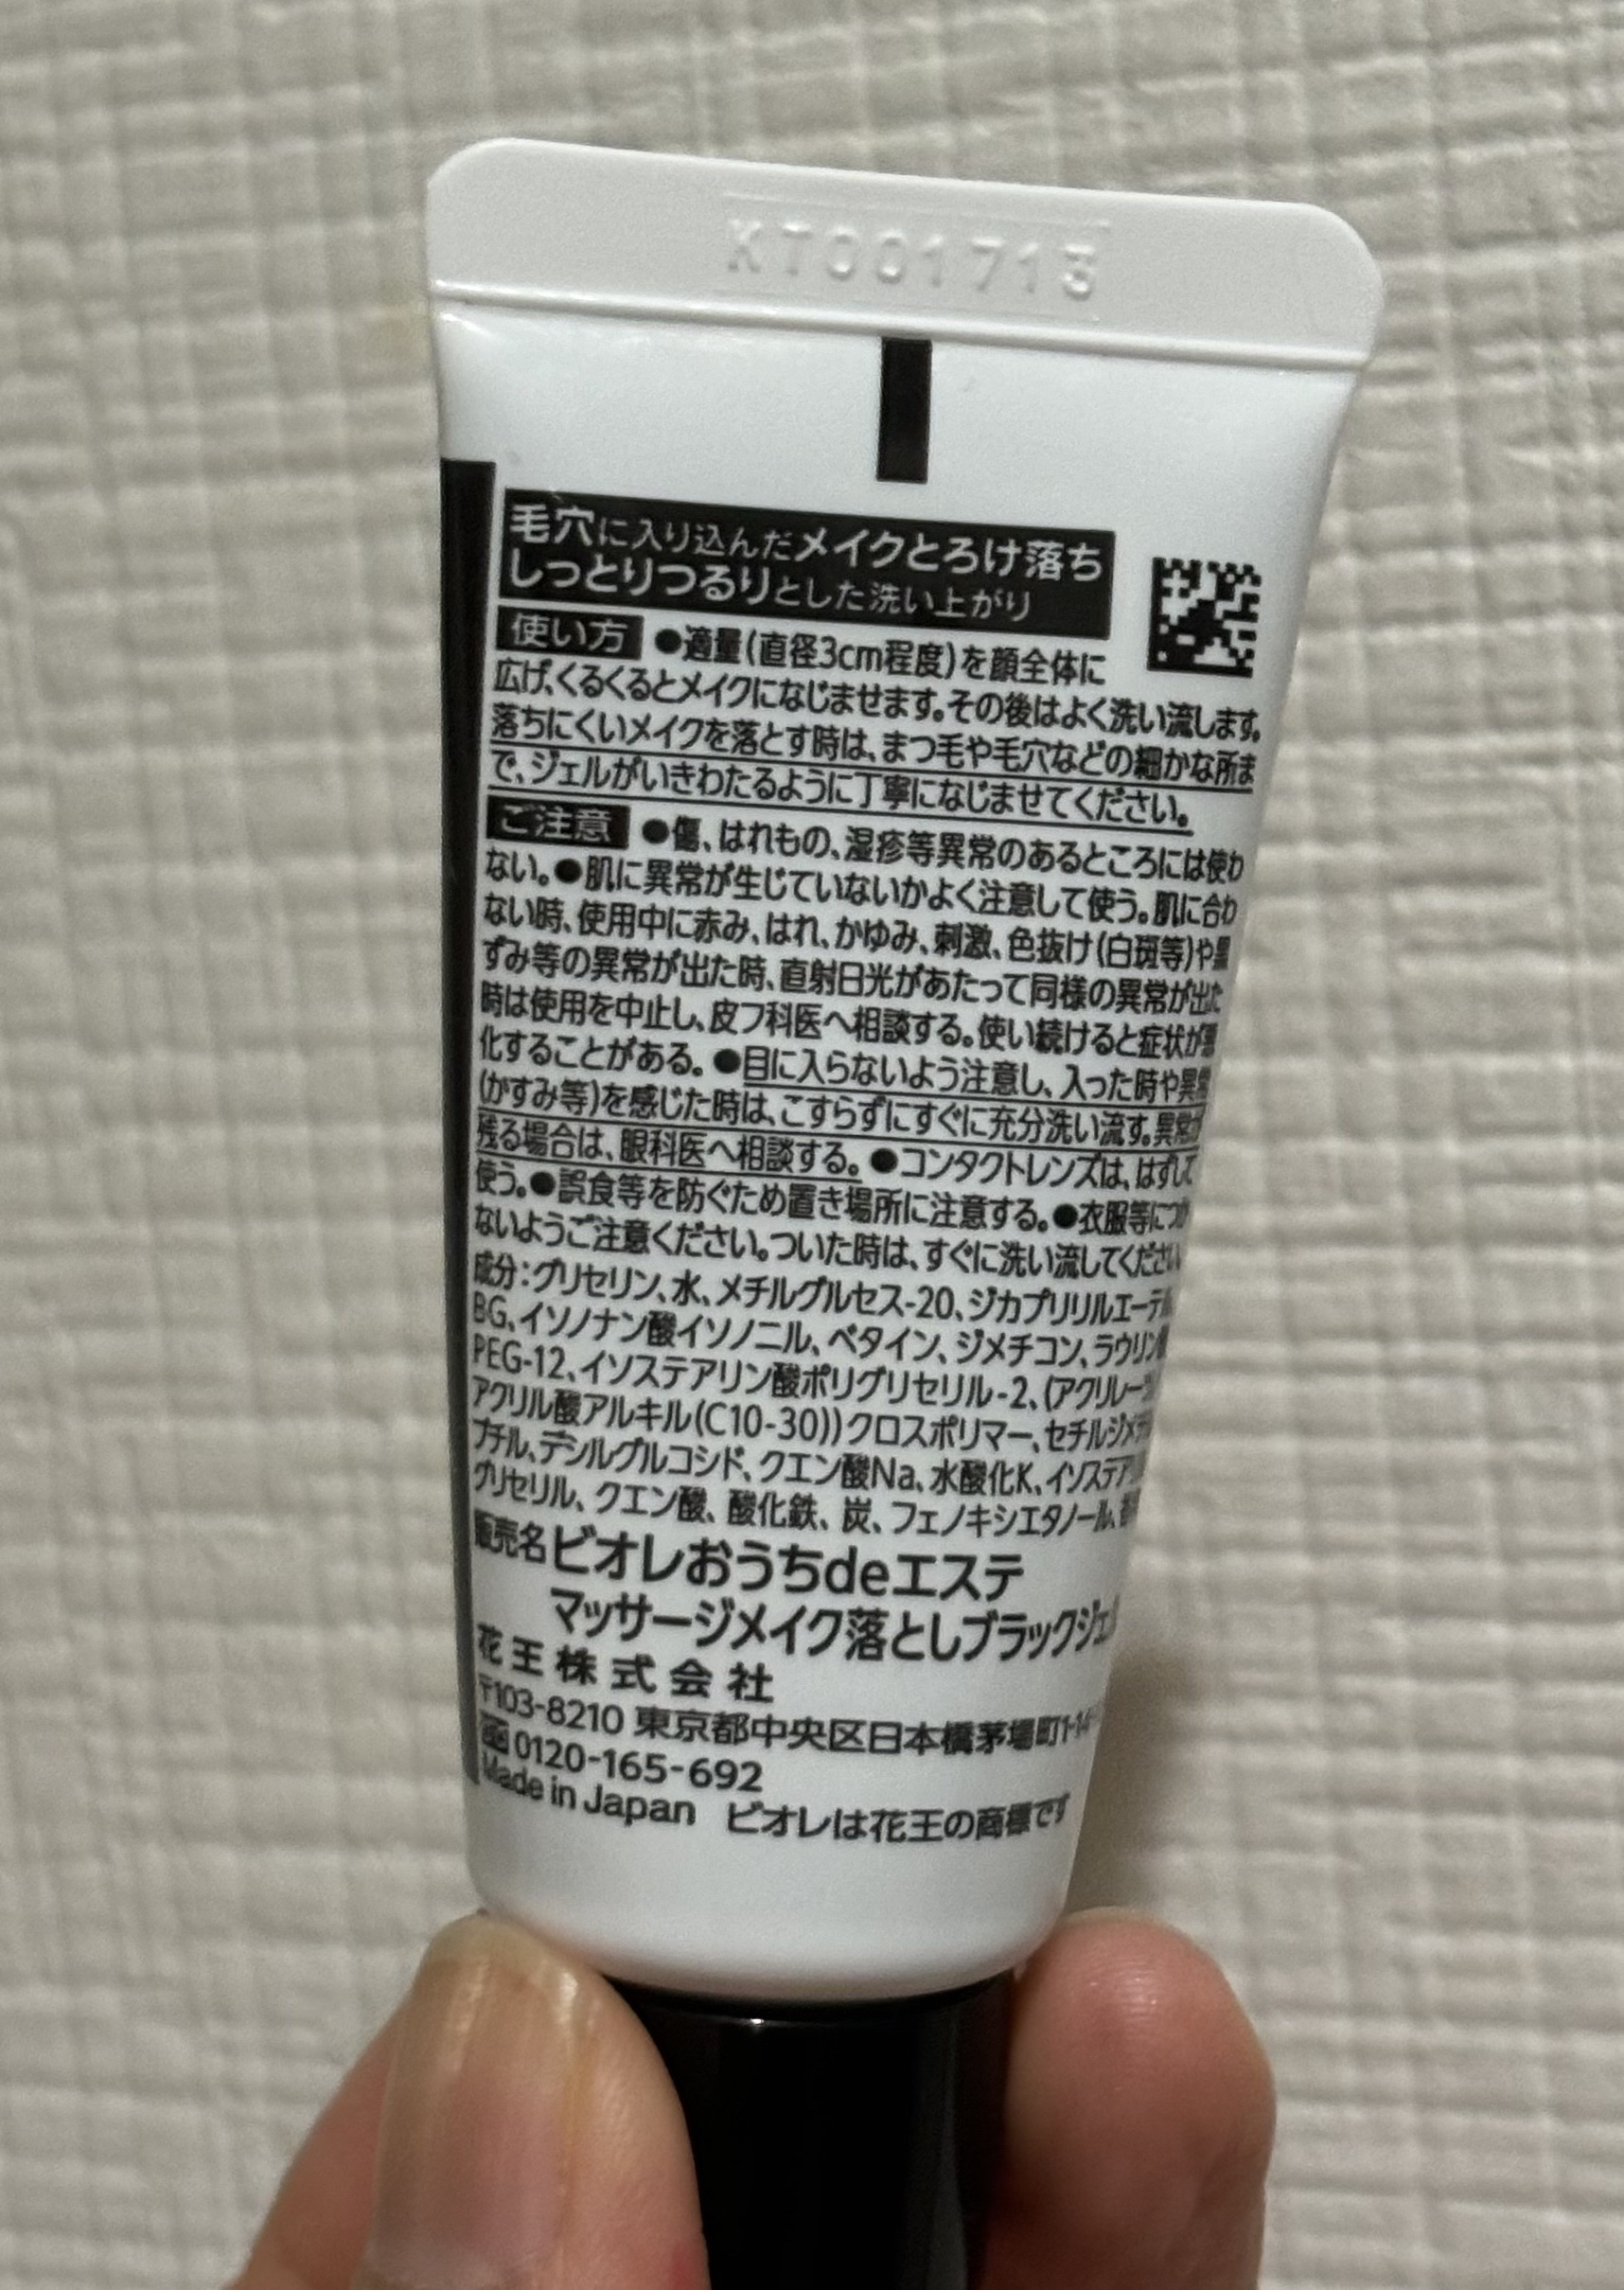 KT001713
毛穴に入り込んだメイクとろけ落ち
しっとりつるりとした洗い上がり
使い方 ●適量(直径3cm程度)を顔全体に
広げ、くるくるとメイクになじませます。その後はよく洗い流します。
落ちにくいメイクを落とす時は、まつ毛や毛穴などの細かな所ま
で、ジェルがいきわたるように丁寧になじませてください。
ご注意 ●傷、はれもの、湿疹等異常のあるところには使わ
ない。●肌に異常が生じていないかよく注意して使う。肌に合わ
ない時、使用中に赤み、はれ、かゆみ、刺激、色抜け(白斑等)や黒
ずみ等の異常が出た時、直射日光があたって同様の異常が出た
時は使用を中止し、皮フ科医へ相談する。使い続けると症状が悪
化することがある。●目に入らないよう注意し、入った時や異常
(かすみ等)を感じた時は、こすらずにすぐに充分洗い流す。異常が
残る場合は、眼科医へ相談する。●コンタクトレンズは、はずして
使う。●誤食等を防ぐため置き場所に注意する。●衣服等につか
ないようご注意ください。ついた時は、すぐに洗い流してください
成分:グリセリン、水、メチルグルセス-20、ジカプリリルエーテル
BG、イソノナン酸イソノニル、ベタイン、ジメチコン、ラウリン酸
PEG-12、イソステアリン酸ポリグリセリル-2、(アクリレーツ
アクリル酸アルキル(C10-30))クロスポリマー、セチルジメチ
ブチル、デシルグルコシド、クエン酸Na、水酸化K、イソステア
グリセリル、クエン酸、酸化鉄、炭、フェノキシエタノール、
販売名 ビオレおうちdeエステ
マッサージメイク落としブラックジェル
花王株式会社
〒103-8210 東京都中央区日本橋茅場町1-14
0120-165-692
Made in Japan ビオレは花王の商標です